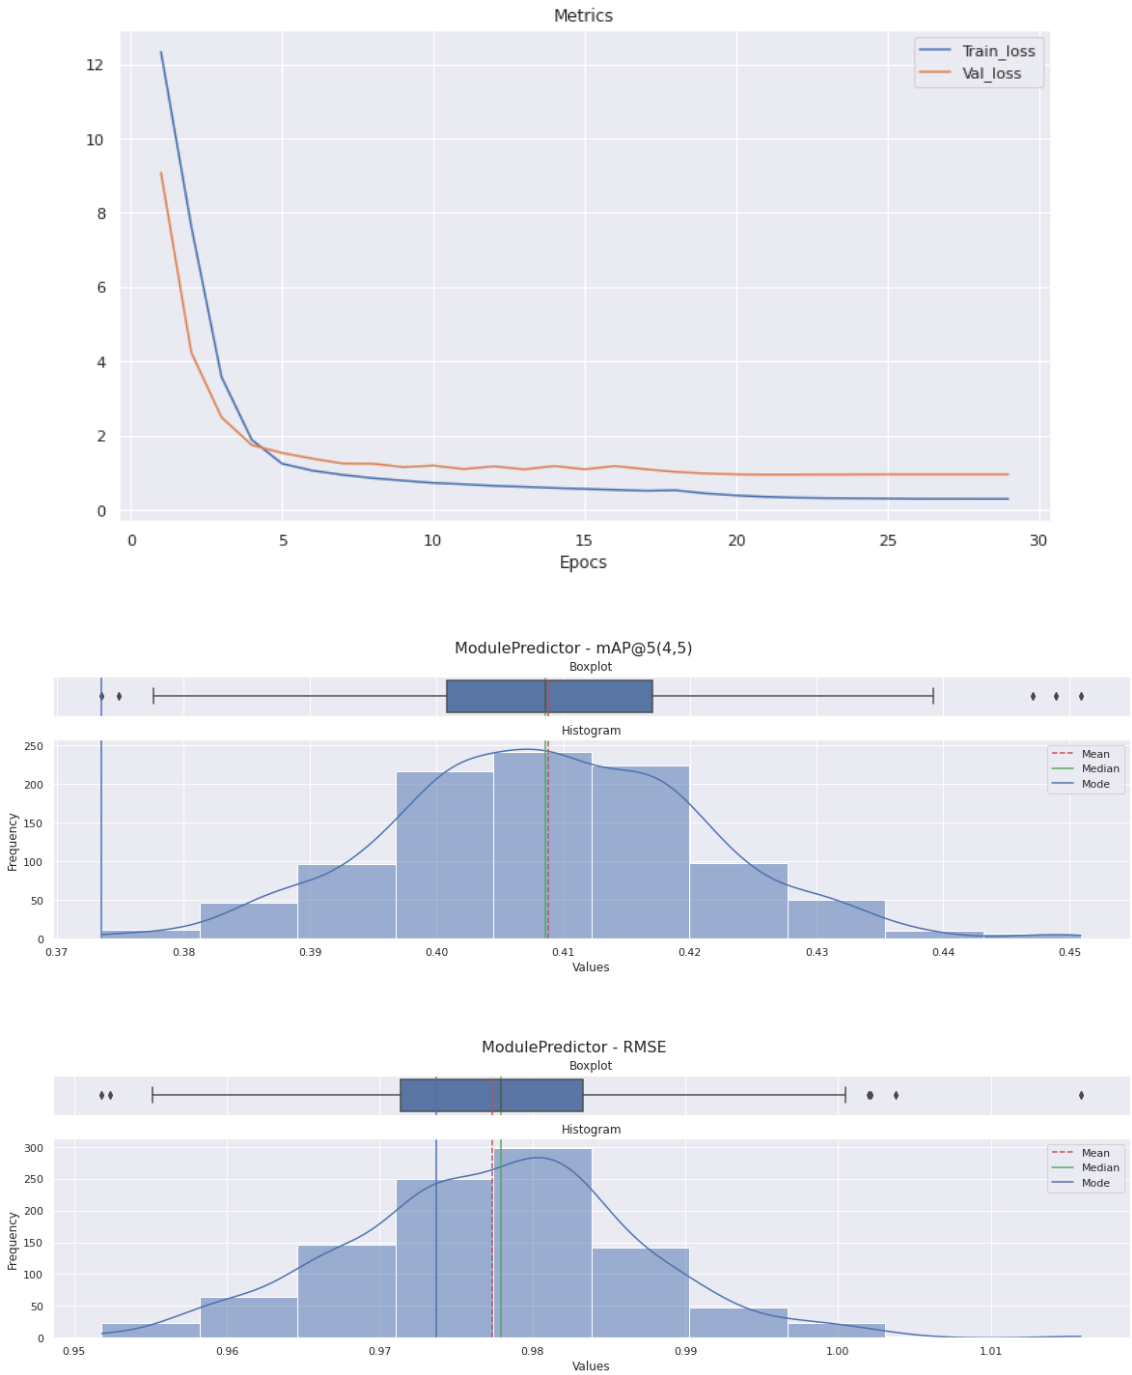 Metrics
Train_loss
Val_loss
12
10
8
6
4
2
0
0 5 10 15 20 25 30
Epocs
ModulePredictor - mAP@5(4,5)
Boxplot
Histogram
Mean
Median
Mode
Frequency
250
200
150
100
50
0
0.37 0.38 0.39 0.40 0.41 0.42 0.43 0.44 0.45
Values
ModulePredictor - RMSE
Boxplot
Histogram
Mean
Median
Mode
Frequency
300
250
200
150
100
50
0
0.95 0.96 0.97 0.98 0.99 1.00 1.01
Values